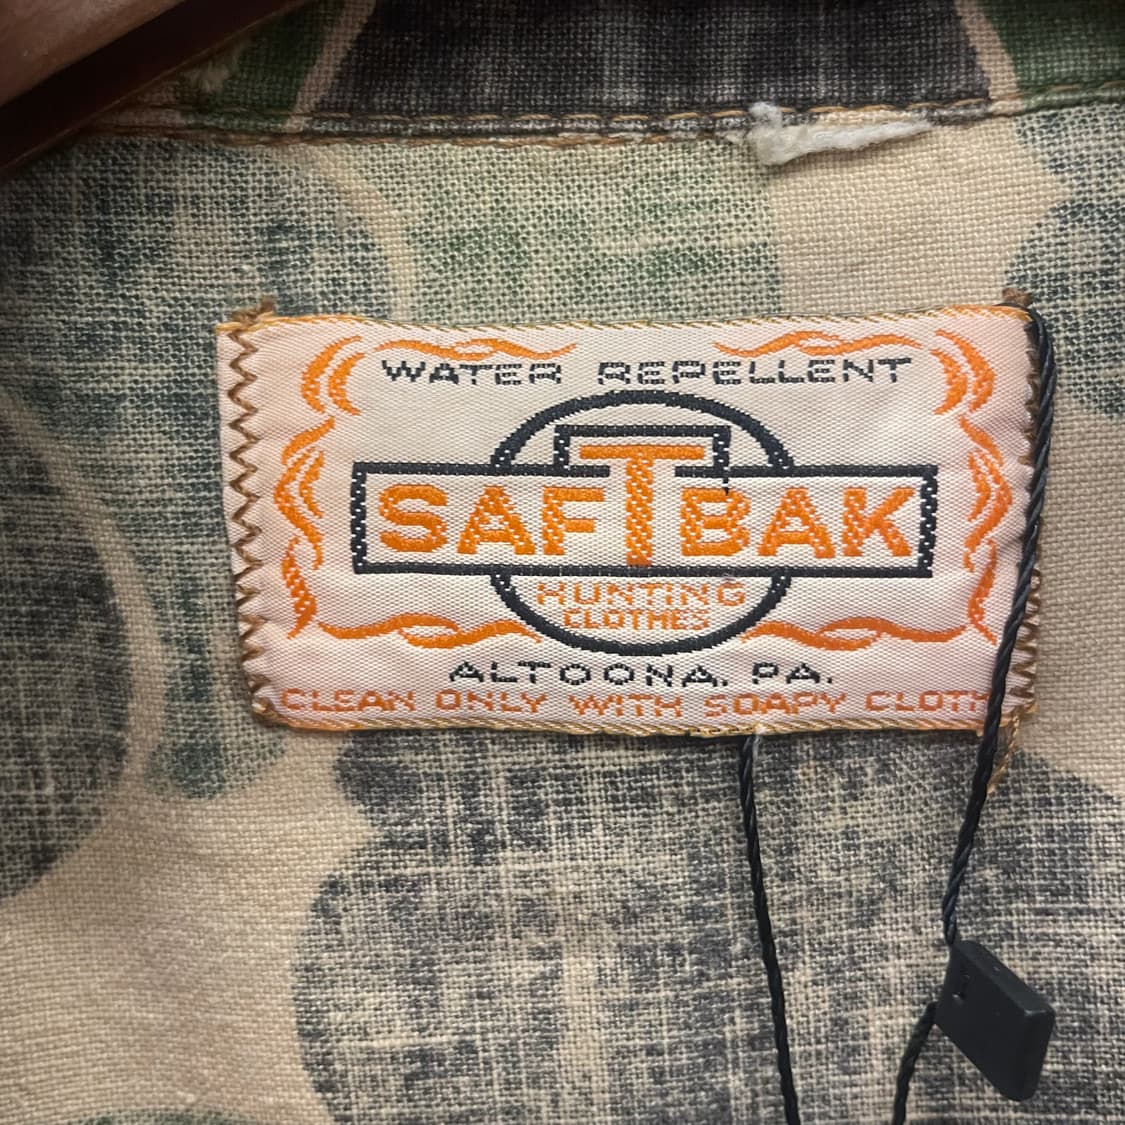 WATER REPELLENT
SAFTBAK
HUNTING
CLOTHES
ALTOONA, PA.
CLEAN ONLY WITH SOAPY CLOTH